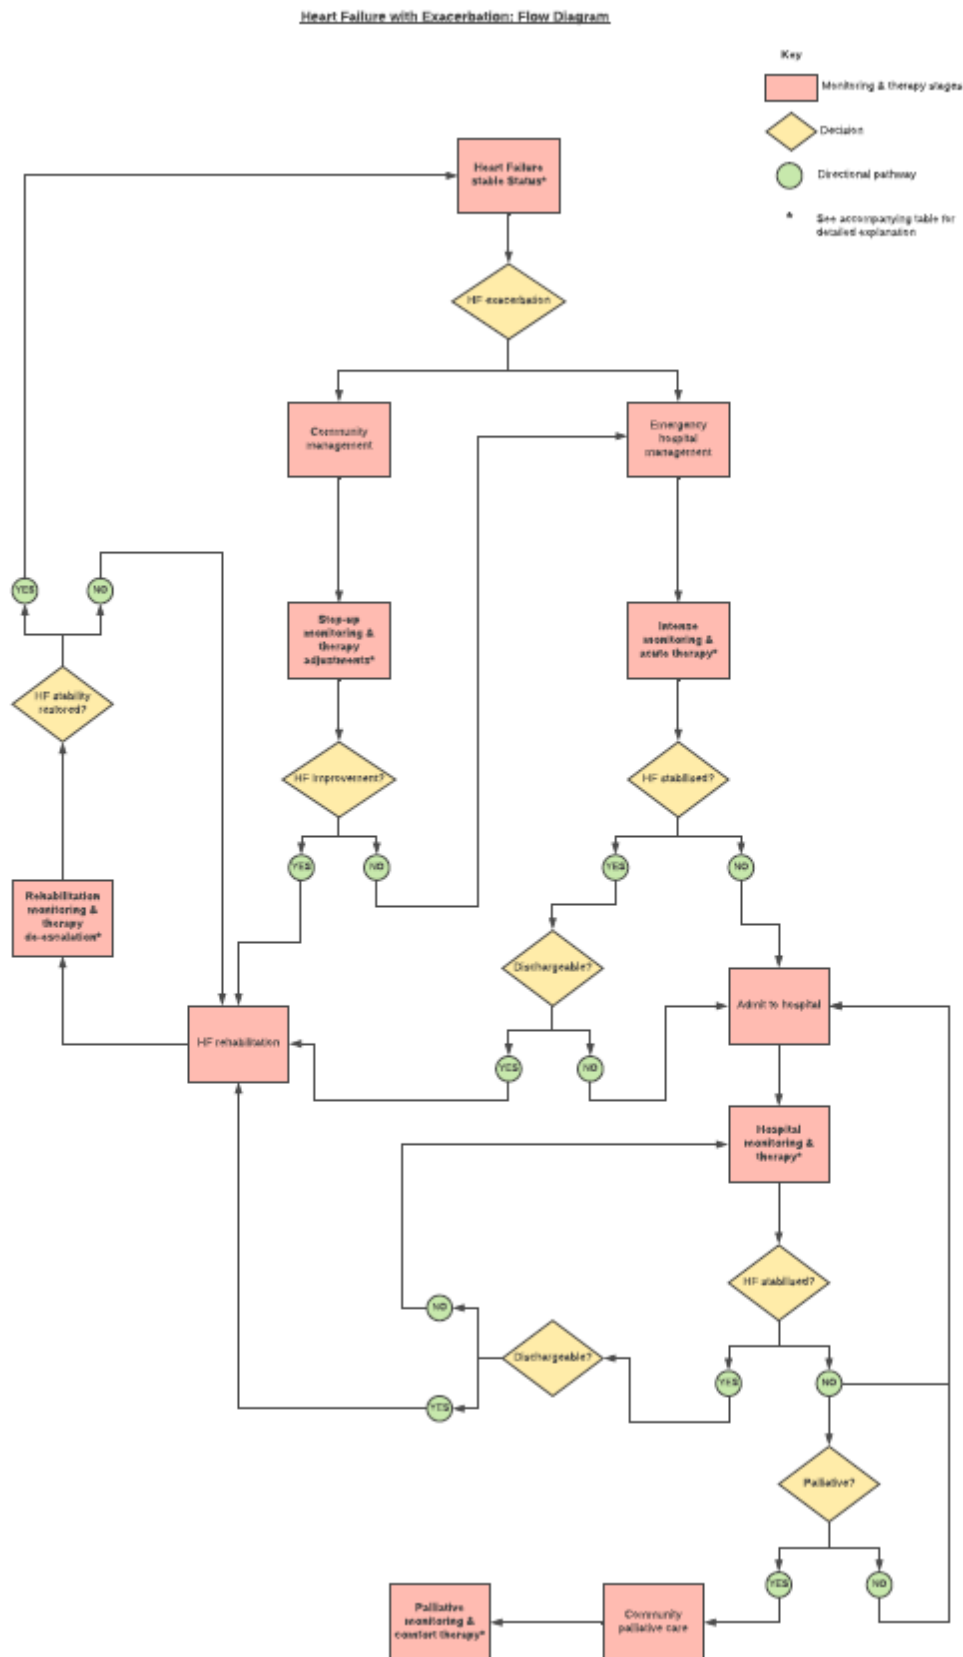 Heart Failure with Exacerbation: Flow Diagram
Key
Monitoring & therapy stages
Decision
Directional pathway
* See accompanying table for
detailed explanation
Heart Failure
stable Status*
HF exacerbation
Community
management
Emergency
hospital
management
YES
NO
Step-up
monitoring &
therapy
adjustments*
Intense
monitoring &
acute therapy*
HF stability
restored?
HF improvement?
HF stabilised?
YES
NO
YES
NO
Rehabilitation
monitoring &
therapy
de-escalation*
Dischargeable?
Admit to hospital
HF rehabilitation
YES
NO
Hospital
monitoring &
therapy*
HF stabilised?
NO
Dischargeable?
YES
NO
YES
Palliative?
YES
NO
Palliative
monitoring &
comfort therapy*
Community
palliative care